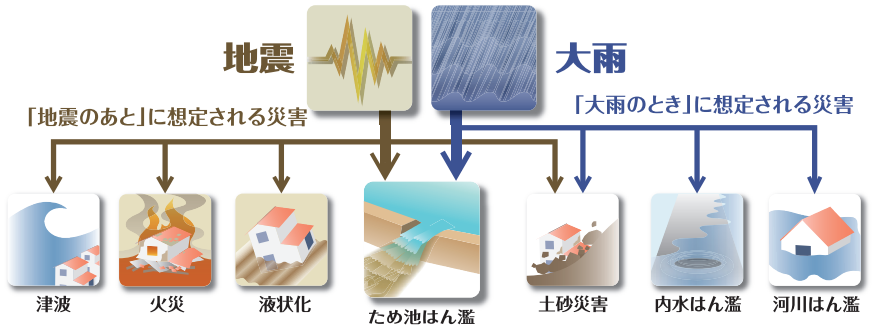 地震
大雨
「地震のあと」に想定される災害
「大雨のとき」に想定される災害
津波
火災
液状化
ため池はん濫
土砂災害
内水はん濫
河川はん濫